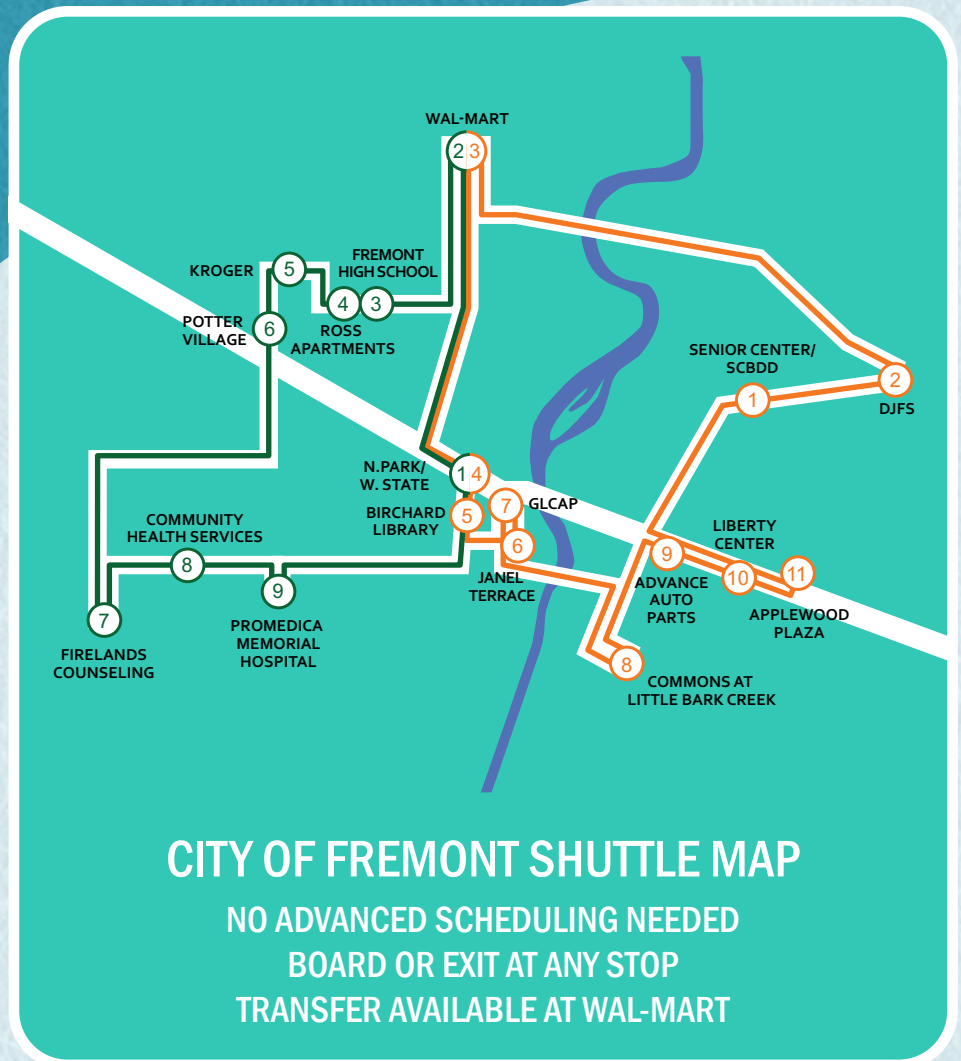 WAL-MART
2 3
FREMONT
HIGH SCHOOL
KROGER
5
4 3
POTTER
VILLAGE
6
ROSS
APARTMENTS
SENIOR CENTER/
SCBDD
1
2
DJFS
N.PARK/
W. STATE
1 4
BIRCHARD
LIBRARY
5
7
GLCAP
6
JANEL
TERRACE
COMMUNITY
HEALTH SERVICES
8
9
PROMEDICA
MEMORIAL
HOSPITAL
7
FIRELANDS
COUNSELING
9
ADVANCE
AUTO
PARTS
LIBERTY
CENTER
10
11
APPLEWOOD
PLAZA
8
COMMONS AT
LITTLE BARK CREEK
CITY OF FREMONT SHUTTLE MAP
NO ADVANCED SCHEDULING NEEDED
BOARD OR EXIT AT ANY STOP
TRANSFER AVAILABLE AT WAL-MART